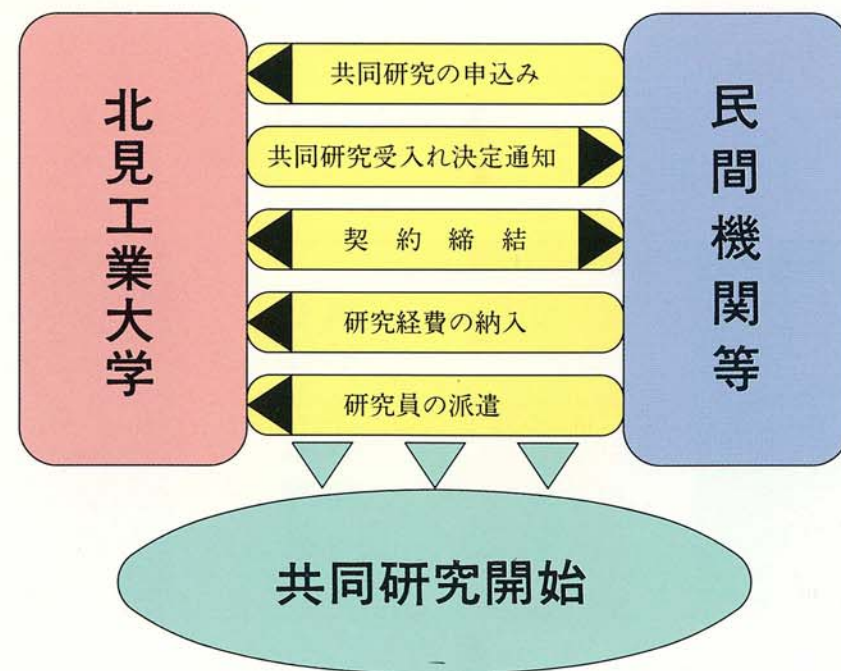 北見工業大学
共同研究の申込み
共同研究受入れ決定通知
契約締結
研究経費の納入
研究員の派遣
民間機関等
共同研究開始